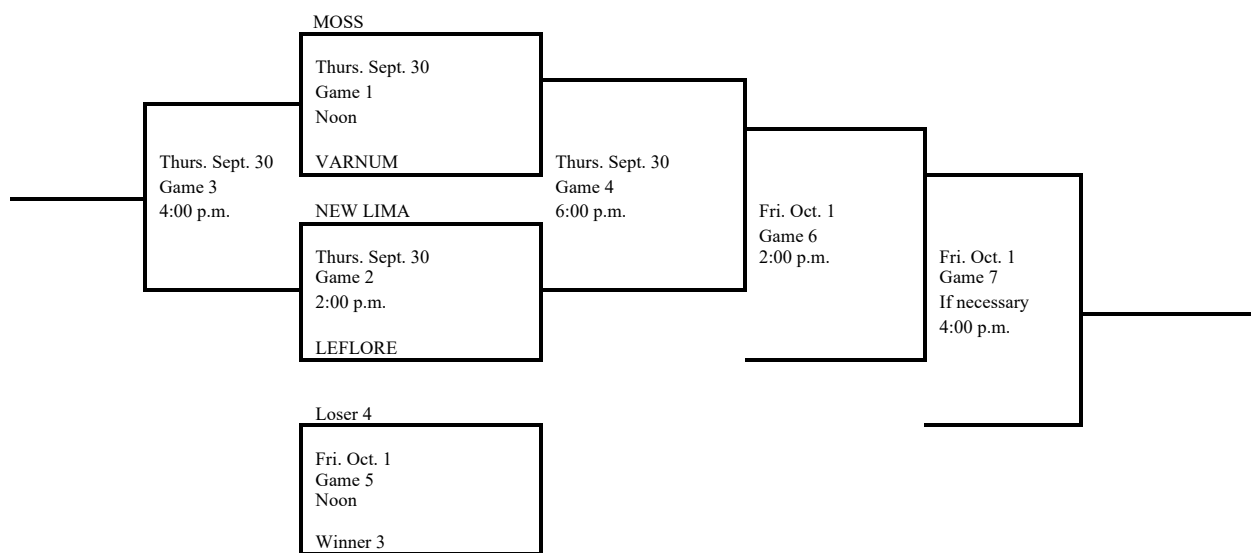 MOSS
Thurs. Sept. 30
Game 1
Noon
VARNUM
Thurs. Sept. 30
Game 3
4:00 p.m.
Thurs. Sept. 30
Game 4
6:00 p.m.
NEW LIMA
Thurs. Sept. 30
Game 2
2:00 p.m.
LEFLORE
Fri. Oct. 1
Game 6
2:00 p.m.
Fri. Oct. 1
Game 7
If necessary
4:00 p.m.
Loser 4
Fri. Oct. 1
Game 5
Noon
Winner 3